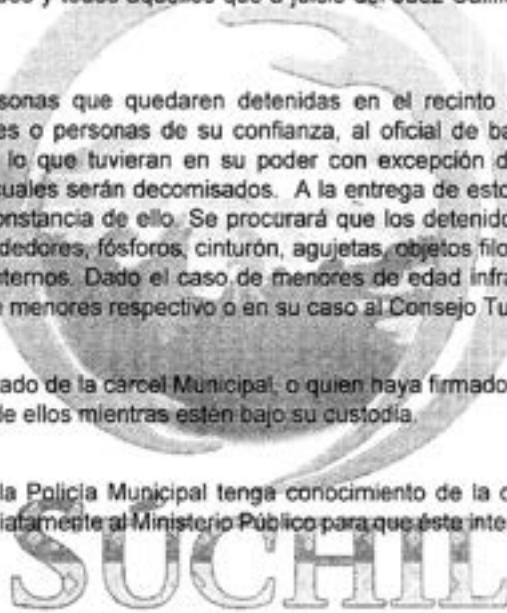 y todos aquellos que a juicio del Juez
sonas que quedaren detenidas en el recinto
es o personas de su confianza, al oficial de ba
lo que tuvieran en su poder con excepción d
cuales serán decomisados. A la entrega de esto
onstancia de ello. Se procurará que los detenido
dedores, fósforos, cinturón, agujetas, objetos filo
nternos. Dado el caso de menores de edad infra
e menores respectivo o en su caso al Consejo Tu
ado de la cárcel Municipal, o quien haya firmado
de ellos mientras estén bajo su custodia.
la Policía Municipal tenga conocimiento de la c
diatamente al Ministerio Público para que éste inte
SÚCHIL